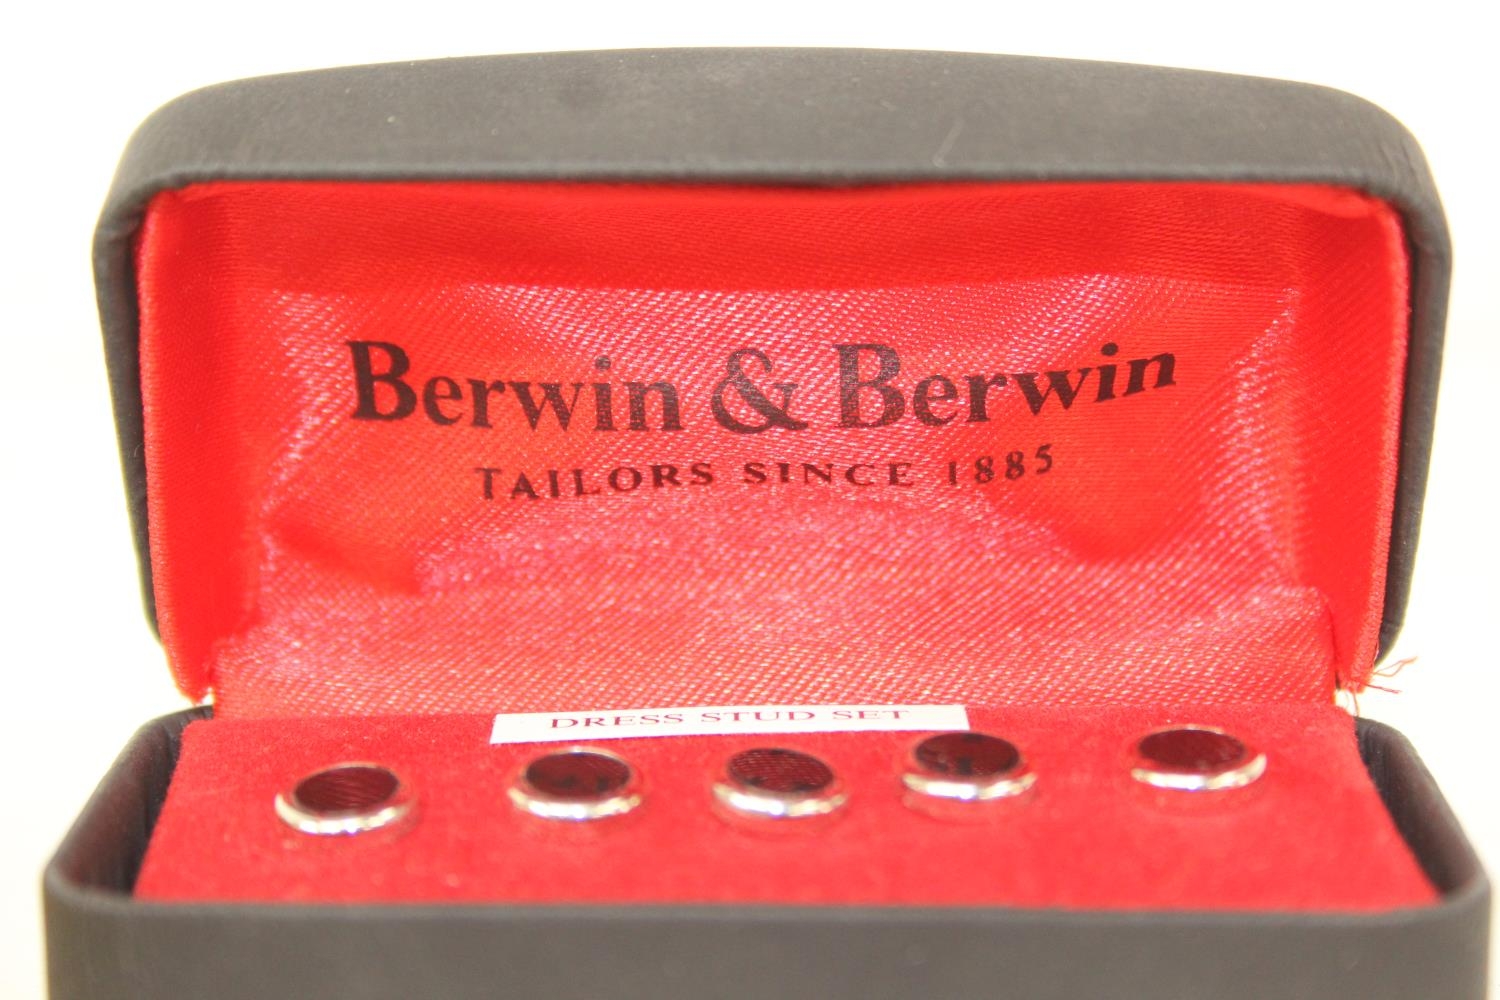 Berwin & Berwin
TAILORS SINCE 1885
DRESS STUD SET